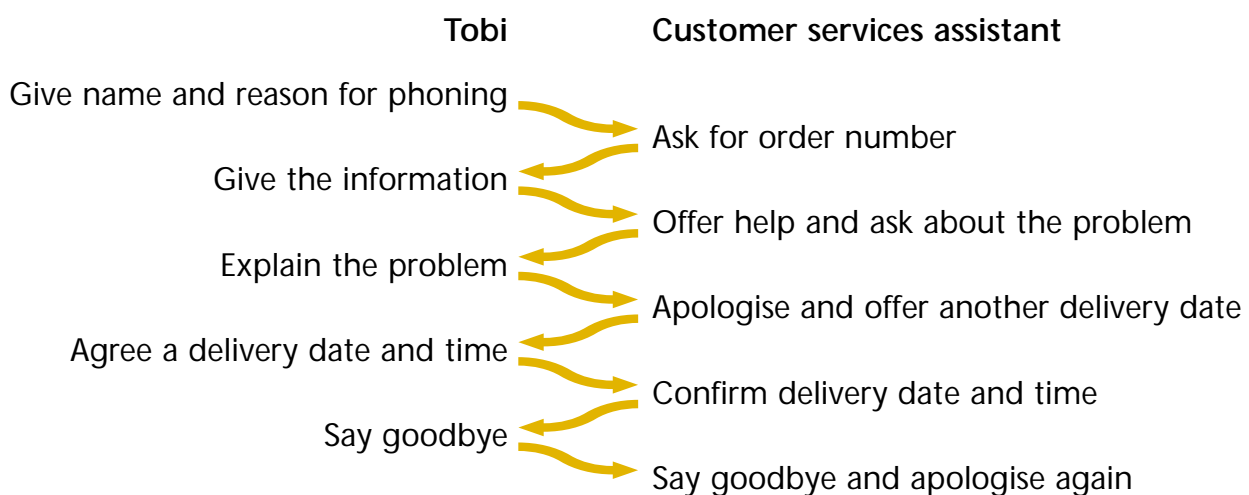 Tobi
Customer services assistant
Give name and reason for phoning
Ask for order number
Give the information
Offer help and ask about the problem
Explain the problem
Apologise and offer another delivery date
Agree a delivery date and time
Confirm delivery date and time
Say goodbye
Say goodbye and apologise again